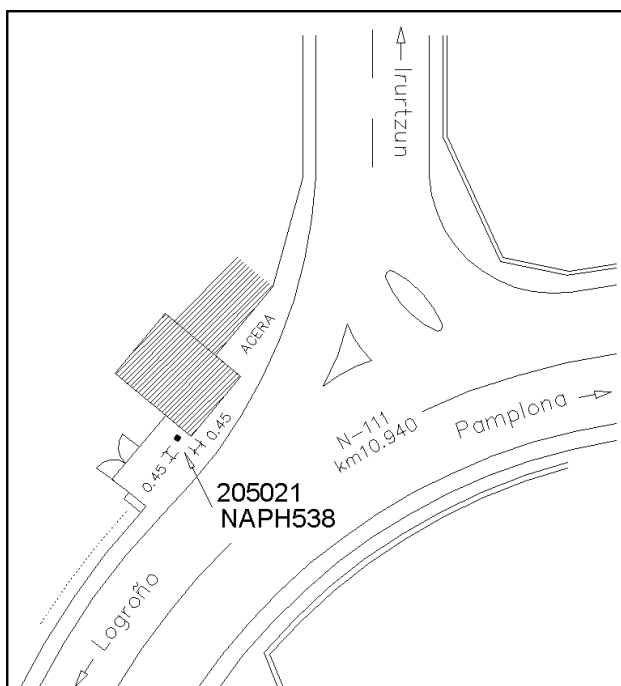 Irurtzun
ACERA
0.45
0.45
N-111
km10.940
Pamplona
205021
NAPH538
Logroño